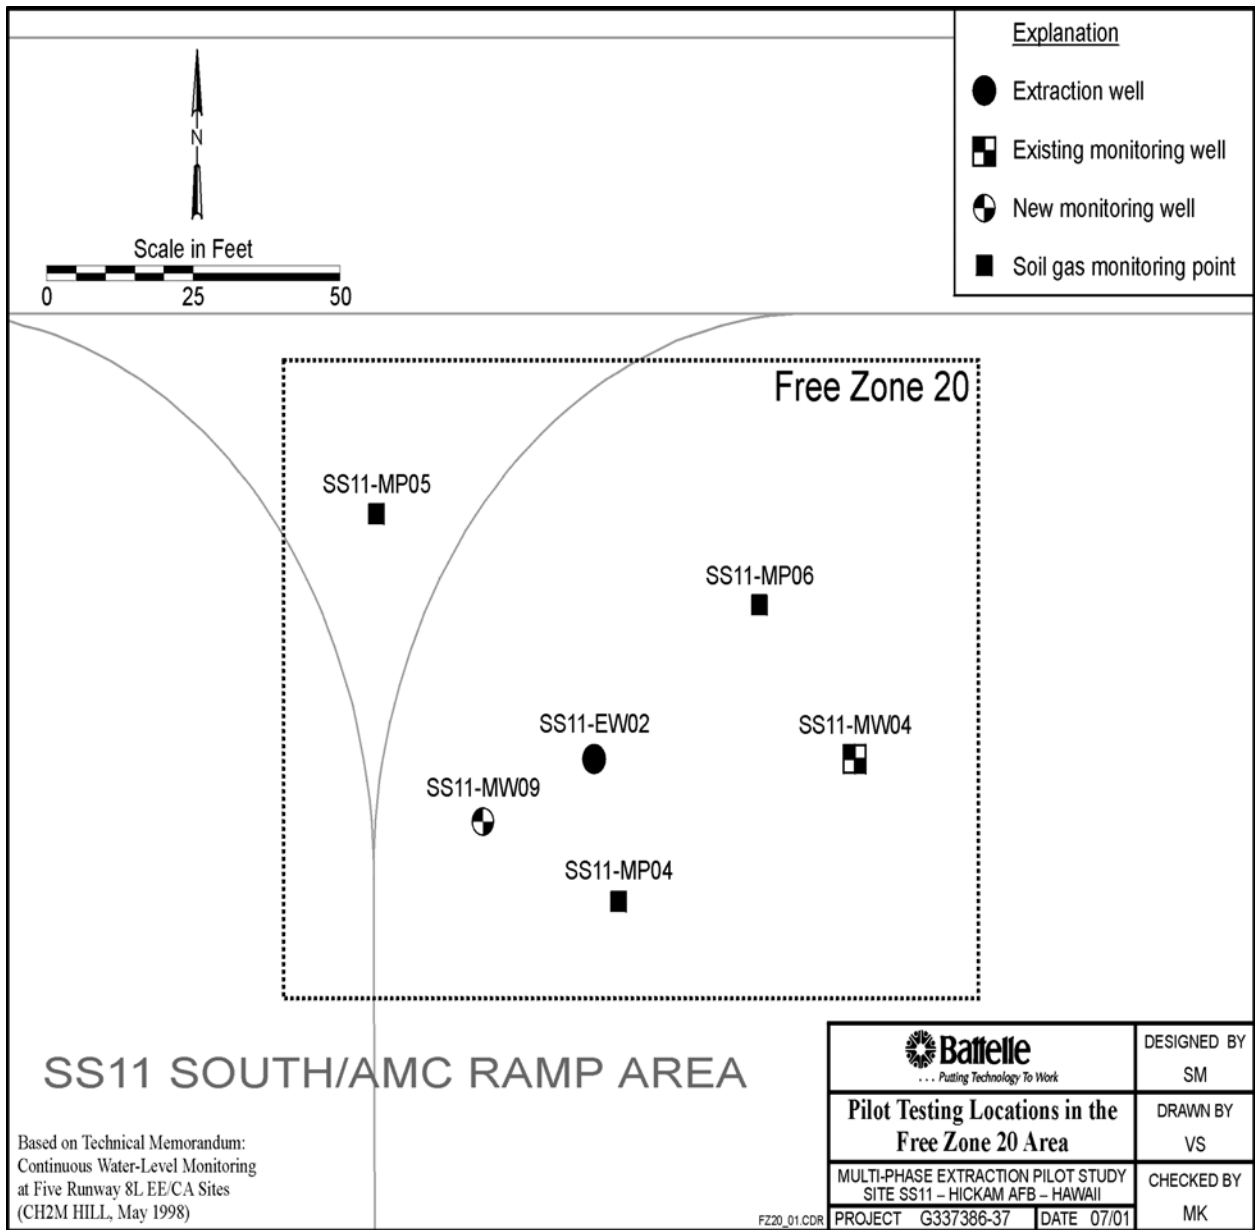 Explanation
Extraction well
Existing monitoring well
New monitoring well
Soil gas monitoring point
N
Scale in Feet
0 25 50
Free Zone 20
SS11-MP05
SS11-MP06
SS11-EW02
SS11-MW04
SS11-MW09
SS11-MP04
SS11 SOUTH/AMC RAMP AREA
Based on Technical Memorandum:
Continuous Water-Level Monitoring
at Five Runway 8L EE/CA Sites
(CH2M HILL, May 1998)
FZ20_01.CDR
Battelle
. . . Putting Technology To Work
Pilot Testing Locations in the
Free Zone 20 Area
MULTI-PHASE EXTRACTION PILOT STUDY
SITE SS11 – HICKAM AFB – HAWAII
PROJECT G337386-37 DATE 07/01
DESIGNED BY
SM
DRAWN BY
VS
CHECKED BY
MK